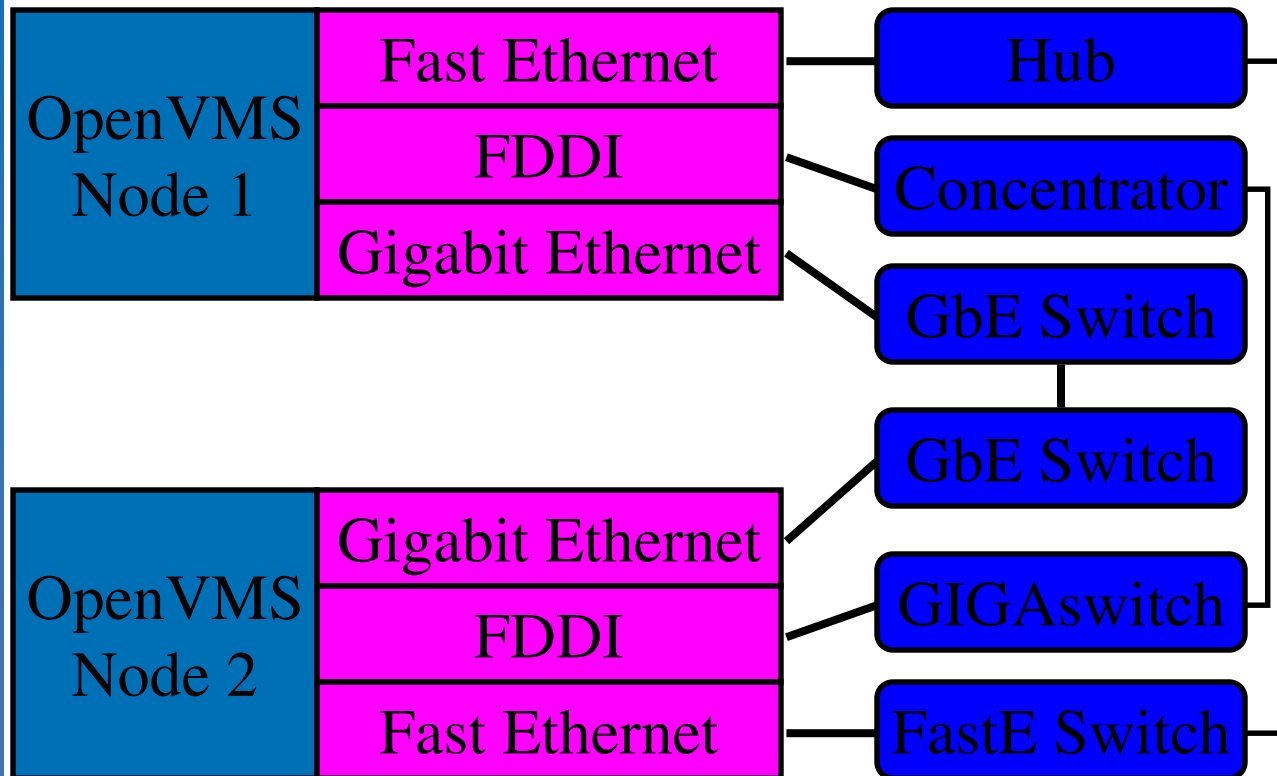 OpenVMS
Node 1
Fast Ethernet
FDDI
Gigabit Ethernet
Hub
Concentrator
GbE Switch
GbE Switch
OpenVMS
Node 2
Gigabit Ethernet
FDDI
Fast Ethernet
GIGAswitch
FastE Switch